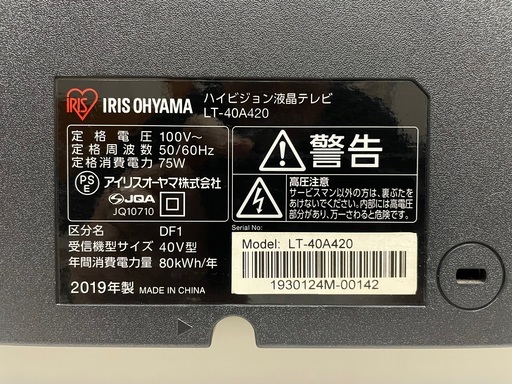 IRIS IRIS OHYAMA
ハイビジョン液晶テレビ
LT-40A420
定格電圧 100V～
定格周波数 50/60Hz
定格消費電力 75W
PS E アイリスオーヤマ株式会社
JQA
JQ10710
区分名 DF1
受信機型サイズ 40V型
年間消費電力量 80kWh/年
2019年製 MADE IN CHINA
警告
高圧注意
サービスマン以外の方は、裏ぶたを
あけないでください。内部には高電圧
部分が数多くあり、万一さわると危険です。
Serial No:
Model: LT-40A420
1930124M-00142